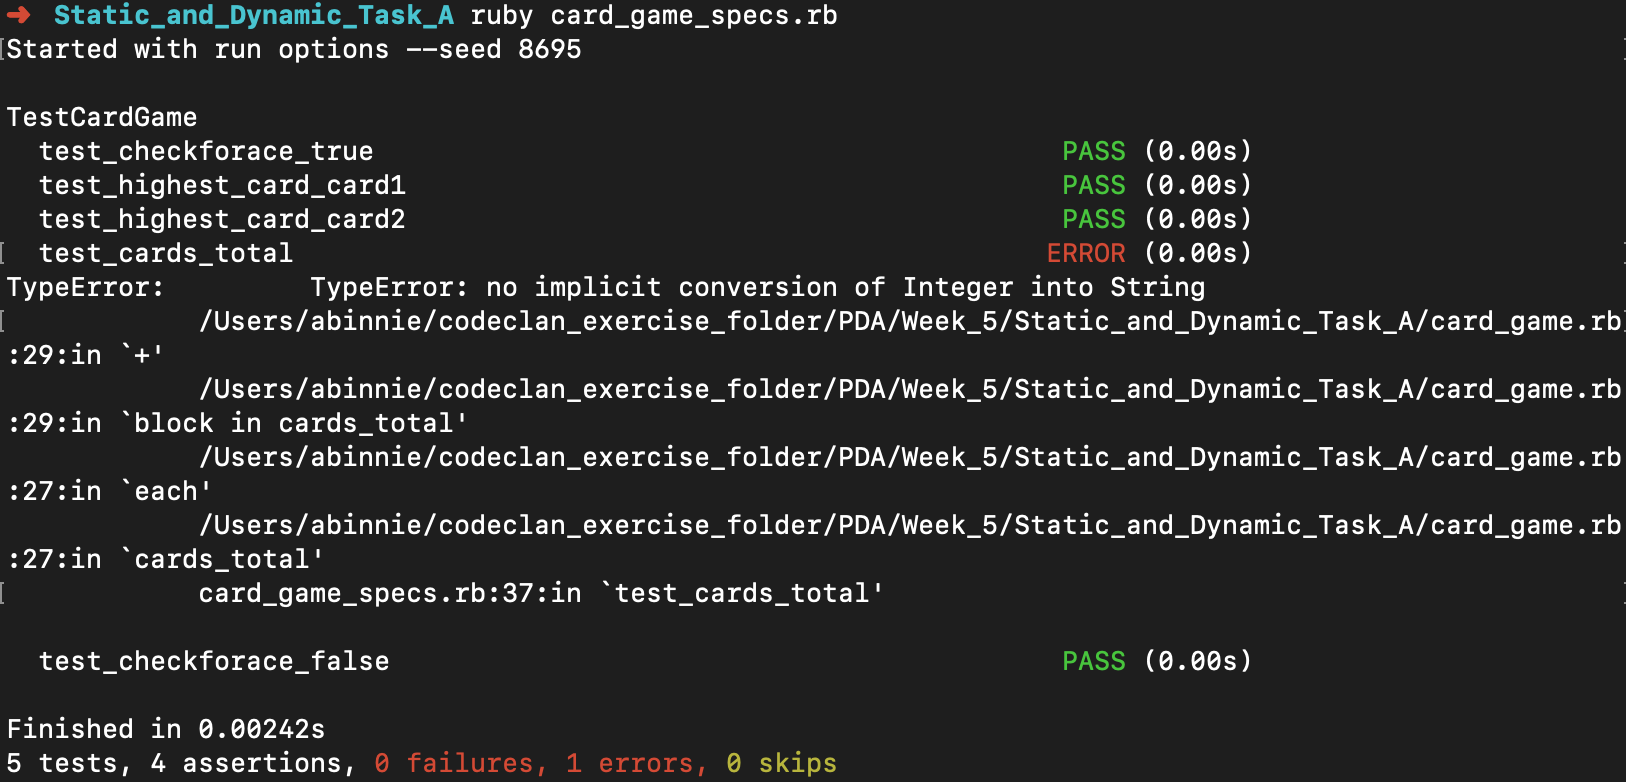 ➜ Static_and_Dynamic_Task_A ruby card_game_specs.rb
Started with run options --seed 8695
TestCardGame
test_checkforace_true PASS (0.00s)
test_highest_card_card1 PASS (0.00s)
test_highest_card_card2 PASS (0.00s)
test_cards_total ERROR (0.00s)
TypeError: TypeError: no implicit conversion of Integer into String
/Users/abinnie/codeclan_exercise_folder/PDA/Week_5/Static_and_Dynamic_Task_A/card_game.rb
:29:in `+'
/Users/abinnie/codeclan_exercise_folder/PDA/Week_5/Static_and_Dynamic_Task_A/card_game.rb
:29:in `block in cards_total'
/Users/abinnie/codeclan_exercise_folder/PDA/Week_5/Static_and_Dynamic_Task_A/card_game.rb
:27:in `each'
/Users/abinnie/codeclan_exercise_folder/PDA/Week_5/Static_and_Dynamic_Task_A/card_game.rb
:27:in `cards_total'
card_game_specs.rb:37:in `test_cards_total'
test_checkforace_false PASS (0.00s)
Finished in 0.00242s
5 tests, 4 assertions, 0 failures, 1 errors, 0 skips